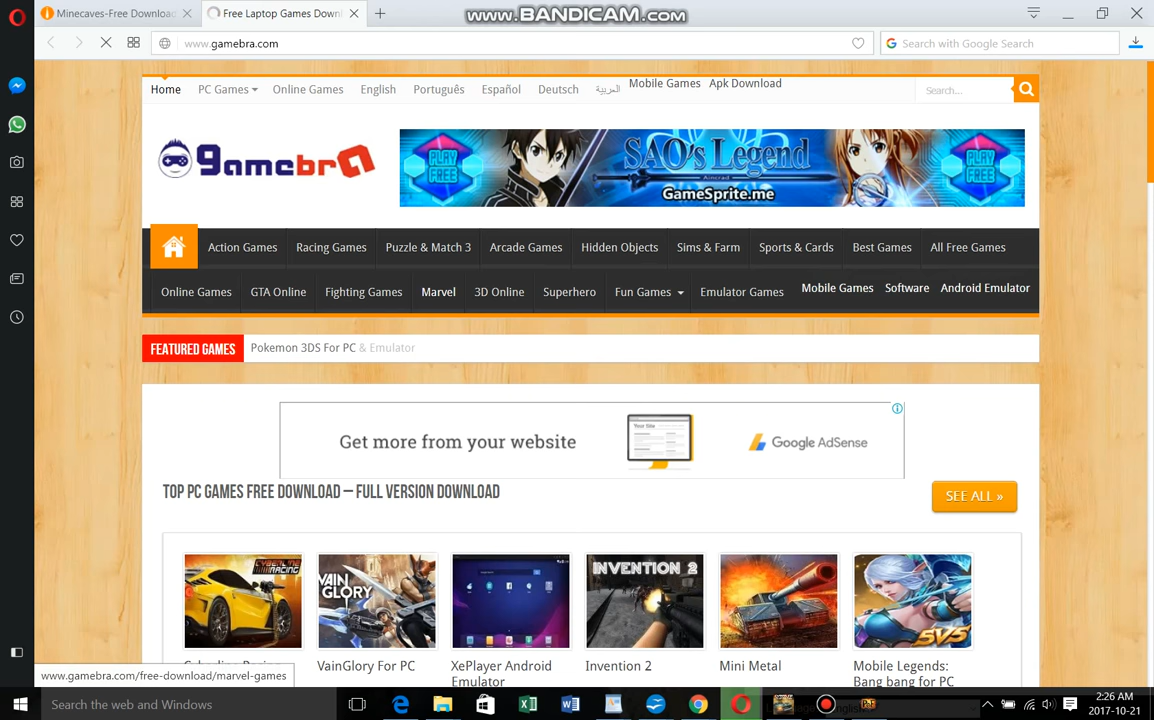 www.BANDICAM.com
Minecaves-Free Download
Free Laptop Games Down
www.gamebra.com
Search with Google Search
Home PC Games Online Games English Português Español Deutsch العربية Mobile Games Apk Download
Search...
gamebra
PLAY FREE
SAO's Legend
Aincrad
GameSprite.me
PLAY FREE
Action Games Racing Games Puzzle & Match 3 Arcade Games Hidden Objects Sims & Farm Sports & Cards Best Games All Free Games
Online Games GTA Online Fighting Games Marvel 3D Online Superhero Fun Games Emulator Games Mobile Games Software Android Emulator
FEATURED GAMES Pokemon 3DS For PC & Emulator
Get more from your website
Your Site
Google AdSense
TOP PC GAMES FREE DOWNLOAD – FULL VERSION DOWNLOAD
SEE ALL »
CYBERLINE RACING
VAIN GLORY
INVENTION 2
5V5
VainGlory For PC
XePlayer Android
Emulator
Invention 2
Mini Metal
Mobile Legends:
Bang bang for PC
www.gamebra.com/free-download/marvel-games
Search the web and Windows
2:26 AM
2017-10-21